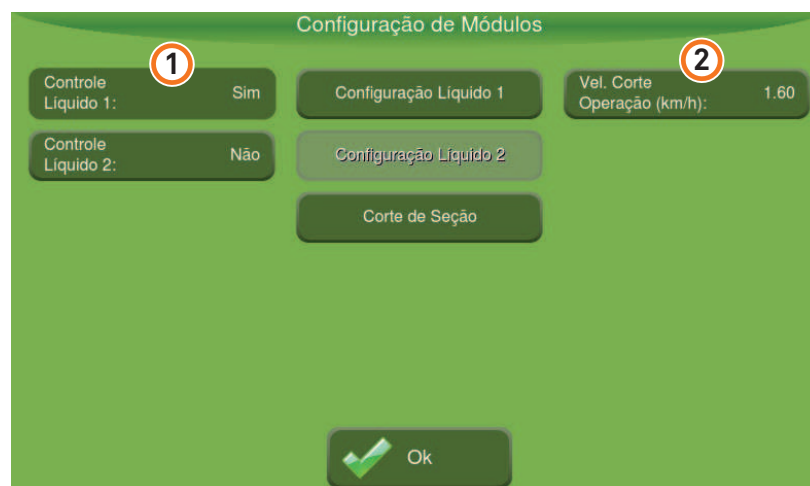 Configuração de Módulos
1
2
Controle
Líquido 1:
Sim
Configuração Líquido 1
Vel. Corte
Operação (km/h):
1.60
Controle
Líquido 2:
Não
Configuração Líquido 2
Corte de Seção
Ok